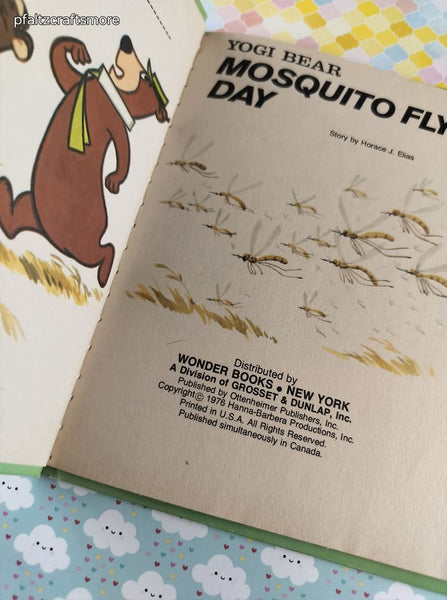 pfaltzcraftsmore
YOGI BEAR
MOSQUITO FLY
DAY
Story by Horace J. Elias
Distributed by
WONDER BOOKS • NEW YORK
A Division of GROSSET & DUNLAP, Inc.
Published by Ottenheimer Publishers, Inc.
Copyright © 1976 Hanna-Barbera Productions, Inc.
Printed in U.S.A. All Rights Reserved.
Published simultaneously in Canada.